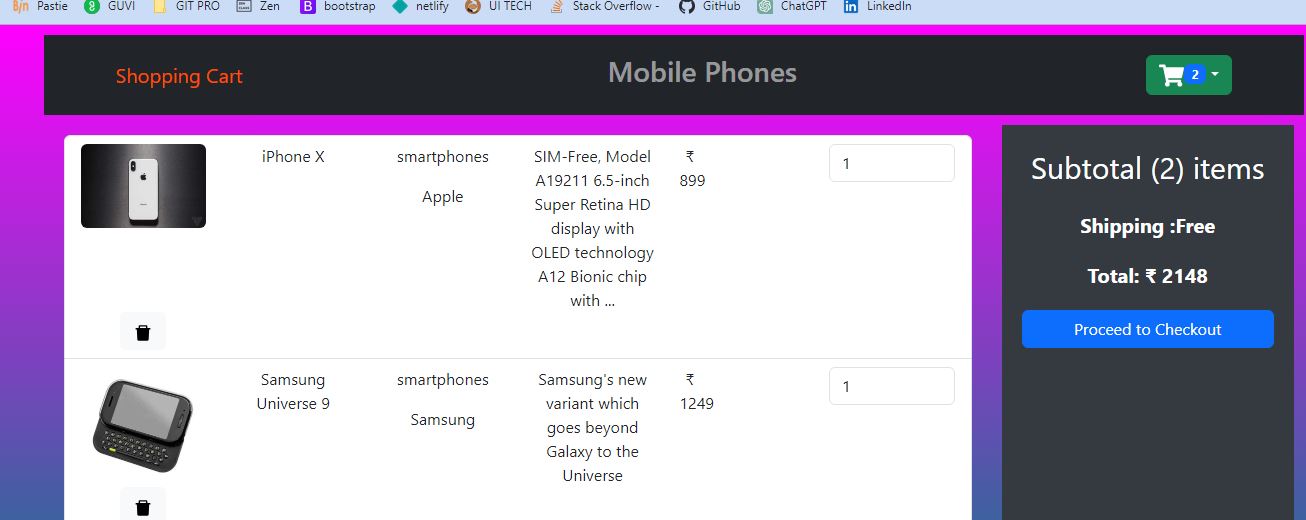 Pastie GUVI GIT PRO Zen bootstrap netlify UI TECH Stack Overflow - GitHub ChatGPT LinkedIn
Shopping Cart
Mobile Phones
2
iPhone X
smartphones
Apple
SIM-Free, Model
A19211 6.5-inch
Super Retina HD
display with
OLED technology
A12 Bionic chip
with ...
₹
899
1
Samsung
Universe 9
smartphones
Samsung
Samsung's new
variant which
goes beyond
Galaxy to the
Universe
₹
1249
1
Subtotal (2) items
Shipping :Free
Total: ₹ 2148
Proceed to Checkout